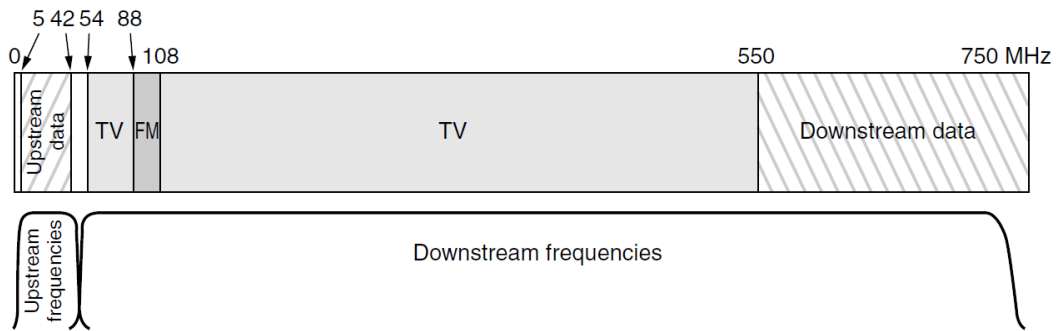 5 42 54 88
0 108 550 750 MHz
Upstream
data
TV FM TV Downstream data
Upstream
frequencies
Downstream frequencies